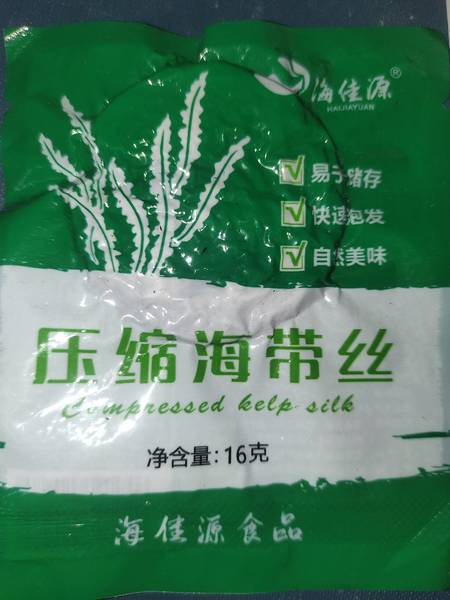 海佳源®
HAIJIAYUAN
易于储存
快速泡发
自然美味
压缩海带丝
Compressed kelp silk
净含量:16克
海佳源食品